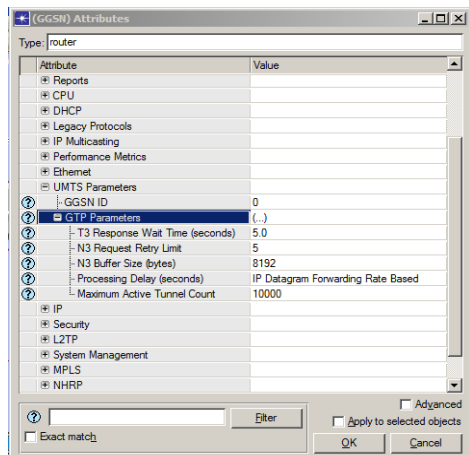 (GGSN) Attributes
Type: router
Attribute Value
Reports
CPU
DHCP
Legacy Protocols
IP Multicasting
Performance Metrics
Ethernet
UMTS Parameters
GGSN ID 0
GTP Parameters (...)
T3 Response Wait Time (seconds) 5.0
N3 Request Retry Limit 5
N3 Buffer Size (bytes) 8192
Processing Delay (seconds) IP Datagram Forwarding Rate Based
Maximum Active Tunnel Count 10000
IP
Security
L2TP
System Management
MPLS
NHRP
Advanced
Filter Apply to selected objects
Exact match
OK Cancel